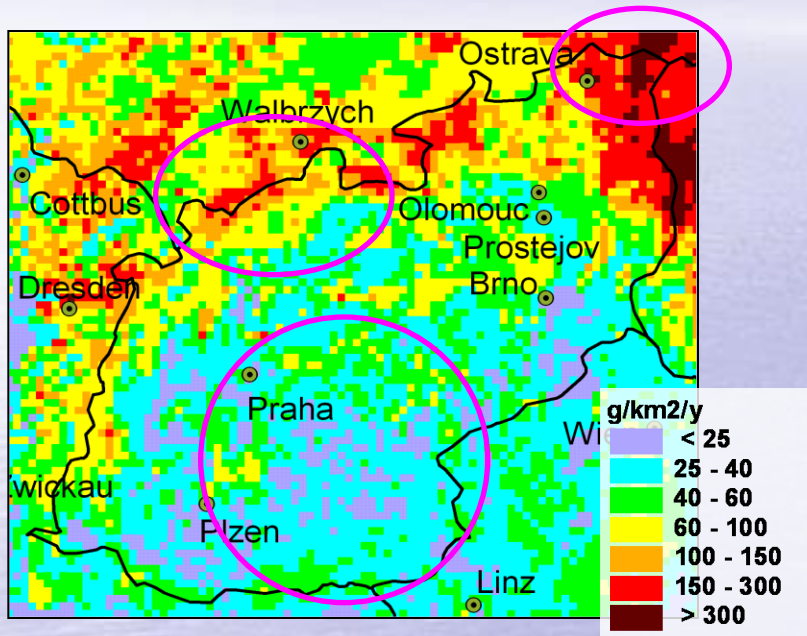 Ostrava
Walbrzych
Cottbus
Olomouc
Prostejov
Brno
Dresden
Praha
Zwickau
Plzen
Linz
Wi
g/km2/y
< 25
25 - 40
40 - 60
60 - 100
100 - 150
150 - 300
> 300